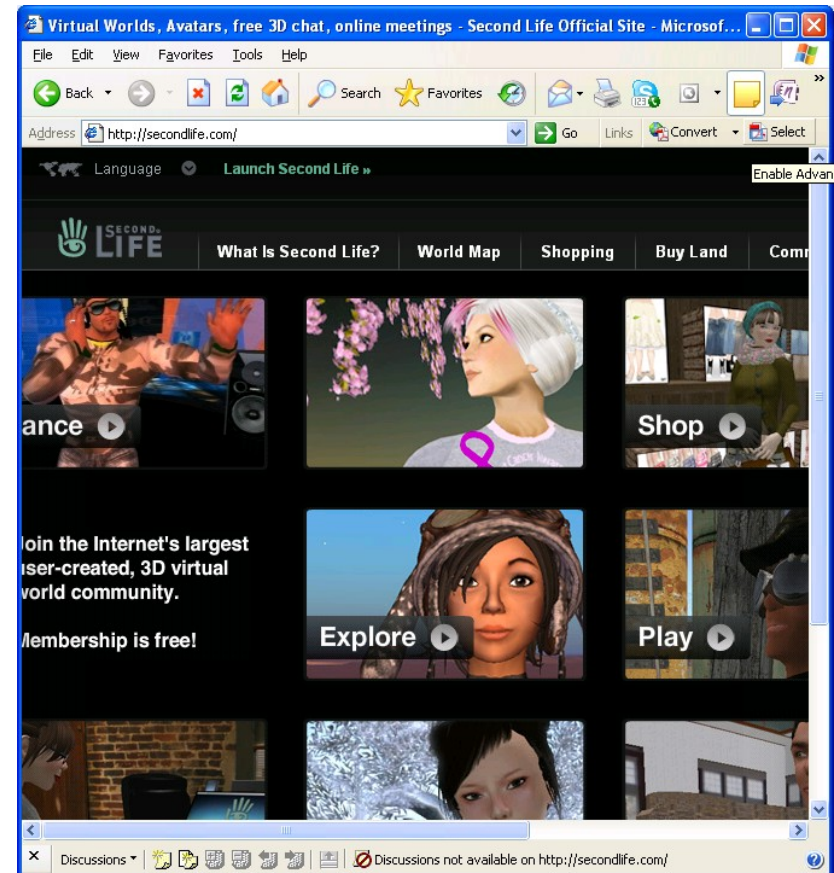 Virtual Worlds, Avatars, free 3D chat, online meetings - Second Life Official Site - Microsof...
File Edit View Favorites Tools Help
Back Search Favorites
Address http://secondlife.com/ Go Links Convert Select
Enable Advan
Language Launch Second Life »
SECOND LIFE What Is Second Life? World Map Shopping Buy Land Comm
ance Shop
Join the Internet's largest
user-created, 3D virtual
world community.
Membership is free!
Explore Play
Discussions Discussions not available on http://secondlife.com/